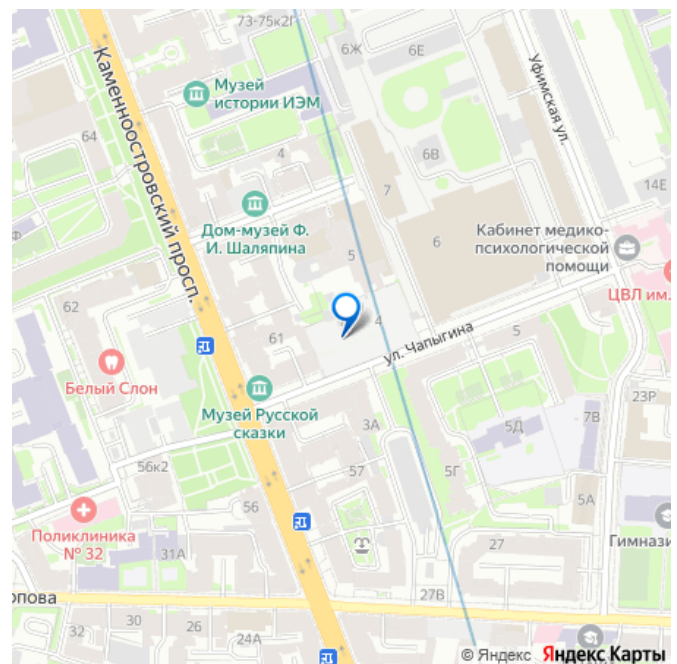 73-75к2Г
6Ж
6Е
Уфимская ул.
Каменноостровский просп.
Музей
истории ИЭМ
64
4
6В
7
14Е
Дом-музей Ф.
И. Шаляпина
6
Кабинет медико-
психологической
помощи
Ф
5
ЦВЛ им.
62
4
61
ул. Чапыгина
5
Белый Слон
Музей Русской
сказки
3А
23Р
7В
5Д
56к2
57
5Г
56
5А
Поликлиника
№ 32
31А
27
Гимнази
опова
27В
32
30
26
24А
© Яндекс Яндекс Карты